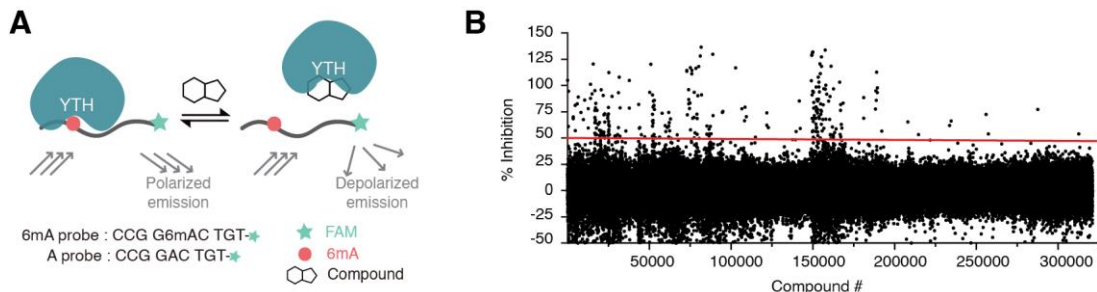 A
YTH
YTH
Polarized
emission
Depolarized
emission
6mA probe : CCG G6mAC TGT-
A probe : CCG GAC TGT-
FAM
6mA
Compound
B
% Inhibition
150
125
100
75
50
25
0
-25
-50
50000 100000 150000 200000 250000 300000
Compound #